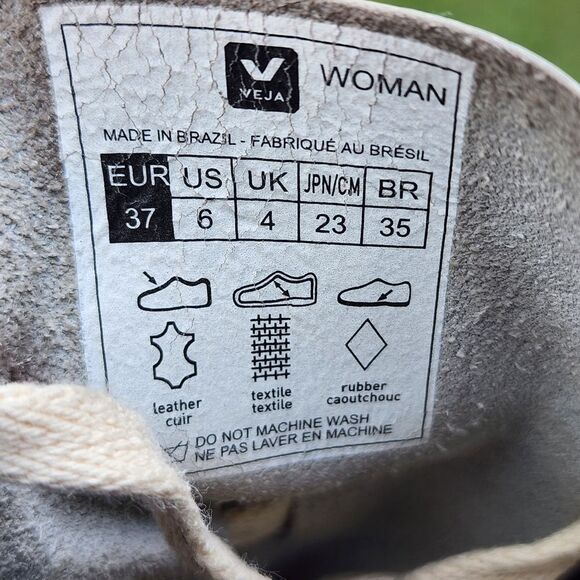 VEJA WOMAN
MADE IN BRAZIL - FABRIQUÉ AU BRÉSIL
EUR US UK JPN/CM BR
37 6 4 23 35
leather textile rubber
cuir textile caoutchouc
DO NOT MACHINE WASH
NE PAS LAVER EN MACHINE